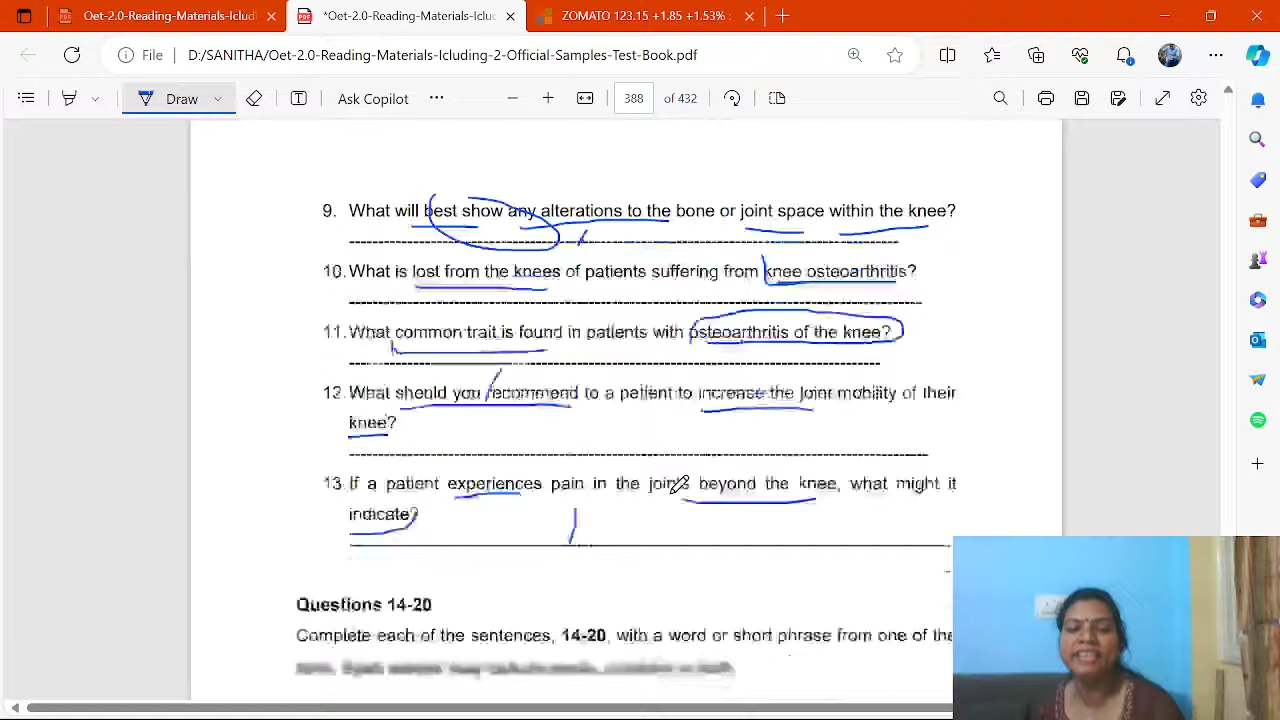 Oet-2.0-Reading-Materials-Icludi
*Oet-2.0-Reading-Materials-Icluc
ZOMATO 123.15 +1.85 +1.53% :
File
D:/SANITHA/Oet-2.0-Reading-Materials-Icluding-2-Official-Samples-Test-Book.pdf
Draw
Ask Copilot
388 of 432
9. What will best show any alterations to the bone or joint space within the knee?
10. What is lost from the knees of patients suffering from knee osteoarthritis?
11. What common trait is found in patients with osteoarthritis of the knee?
12. What should you recommend to a patient to increase the joint mobility of their
knee?
13. If a patient experiences pain in the joints beyond the knee, what might it
indicate?
Questions 14-20
Complete each of the sentences, 14-20, with a word or short phrase from one of the